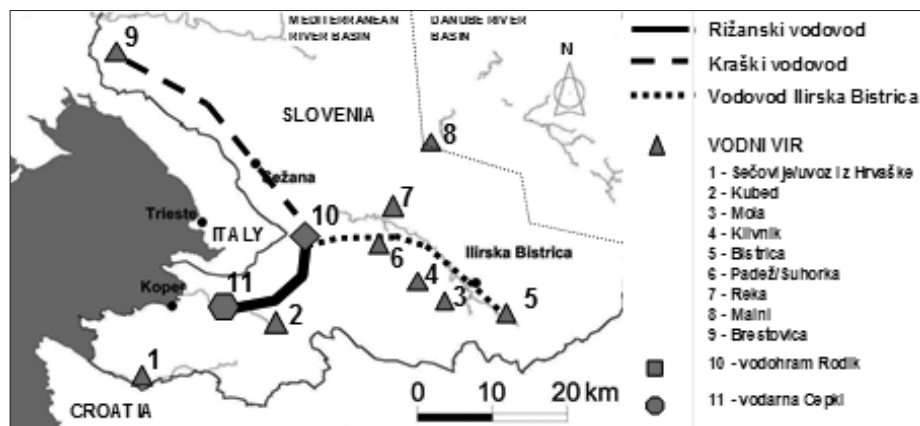 MEDITERRANEAN
RIVER BASIN
DANUBE RIVER
BASIN
N
SLOVENIA
9
8
Sežana
7
10
Trieste
ITALY
6
Ilirska Bistrica
11
4
Koper
3
5
2
1
0 10 20 km
CROATIA
Rižanski vodovod
Kraški vodovod
Vodovod Ilirska Bistrica
VODNI VIR
1 - Sečovlje/uvoz iz Hrvaške
2 - Kubed
3 - Mola
4 - Klivnik
5 - Bistrica
6 - Padež/Suhorka
7 - Reka
8 - Malni
9 - Brestovica
10 - vodohram Rodik
11 - vodarna Cepki